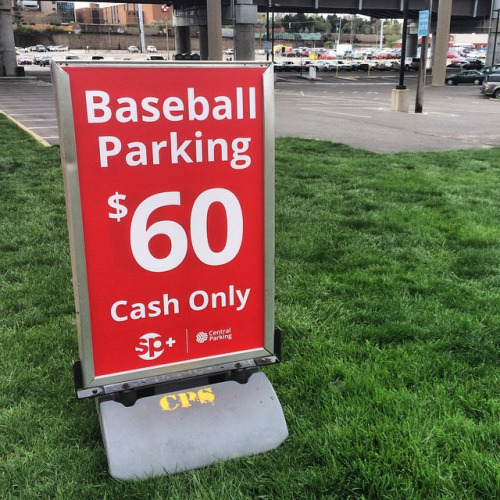 Baseball
Parking
$60
Cash Only
sp+
Central
Parking
CPS